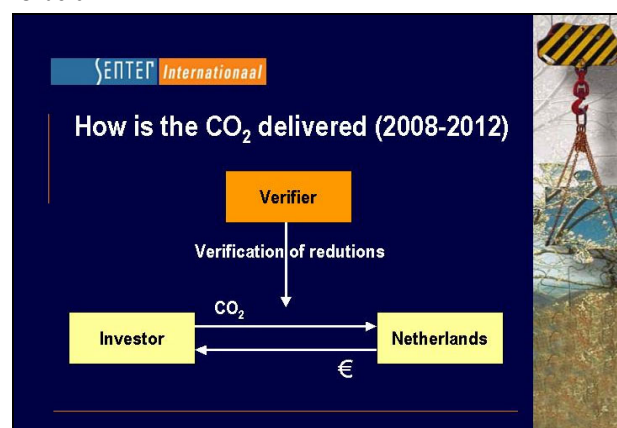 SENTER Internationaal
How is the CO₂ delivered (2008-2012)
Verifier
Verification of redutions
CO₂
Investor
Netherlands
€